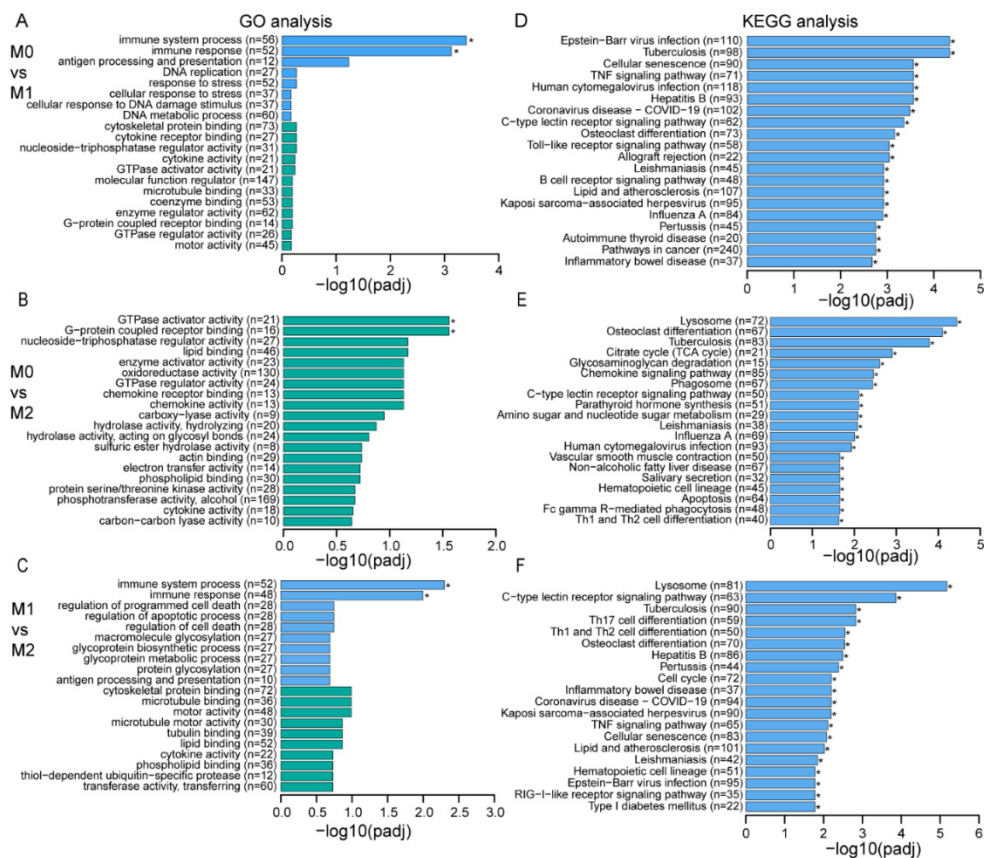 GO analysis
KEGG analysis
A
M0
vs
M1
immune system process (n=56)
immune response (n=52)
antigen processing and presentation (n=12)
DNA replication (n=27)
response to stress (n=52)
cellular response to stress (n=37)
cellular response to DNA damage stimulus (n=37)
DNA metabolic process (n=60)
cytoskeletal protein binding (n=73)
cytokine receptor binding (n=27)
nucleoside−triphosphatase regulator activity (n=31)
cytokine activity (n=21)
GTPase activator activity (n=21)
molecular function regulator (n=147)
microtubule binding (n=33)
coenzyme binding (n=53)
enzyme regulator activity (n=62)
G−protein coupled receptor binding (n=14)
GTPase regulator activity (n=26)
motor activity (n=45)
* *
0 1 2 3 4
−log10(padj)
D
Epstein−Barr virus infection (n=110)
Tuberculosis (n=98)
Cellular senescence (n=90)
TNF signaling pathway (n=71)
Human cytomegalovirus infection (n=118)
Hepatitis B (n=93)
Coronavirus disease − COVID−19 (n=102)
C−type lectin receptor signaling pathway (n=62)
Osteoclast differentiation (n=73)
Toll−like receptor signaling pathway (n=58)
Allograft rejection (n=22)
Leishmaniasis (n=45)
B cell receptor signaling pathway (n=48)
Lipid and atherosclerosis (n=107)
Kaposi sarcoma−associated herpesvirus (n=95)
Influenza A (n=84)
Pertussis (n=45)
Autoimmune thyroid disease (n=20)
Pathways in cancer (n=240)
Inflammatory bowel disease (n=37)
* * * * * * * * * * * * * * * * * * * *
0 1 2 3 4 5
−log10(padj)
B
M0
vs
M2
GTPase activator activity (n=21)
G−protein coupled receptor binding (n=16)
nucleoside−triphosphatase regulator activity (n=27)
lipid binding (n=46)
enzyme activator activity (n=23)
oxidoreductase activity (n=130)
GTPase regulator activity (n=24)
chemokine receptor binding (n=13)
chemokine activity (n=13)
carboxy−lyase activity (n=9)
hydrolase activity, hydrolyzing (n=20)
hydrolase activity, acting on glycosyl bonds (n=24)
sulfuric ester hydrolase activity (n=8)
actin binding (n=29)
electron transfer activity (n=14)
phospholipid binding (n=30)
protein serine/threonine kinase activity (n=28)
phosphotransferase activity, alcohol (n=169)
cytokine activity (n=18)
carbon−carbon lyase activity (n=10)
* *
0.0 0.5 1.0 1.5 2.0
−log10(padj)
E
Lysosome (n=72)
Osteoclast differentiation (n=67)
Tuberculosis (n=83)
Citrate cycle (TCA cycle) (n=21)
Glycosaminoglycan degradation (n=15)
Chemokine signaling pathway (n=85)
Phagosome (n=67)
C−type lectin receptor signaling pathway (n=50)
Parathyroid hormone synthesis (n=51)
Amino sugar and nucleotide sugar metabolism (n=29)
Leishmaniasis (n=38)
Influenza A (n=69)
Human cytomegalovirus infection (n=93)
Vascular smooth muscle contraction (n=50)
Non−alcoholic fatty liver disease (n=67)
Salivary secretion (n=32)
Hematopoietic cell lineage (n=45)
Apoptosis (n=64)
Fc gamma R−mediated phagocytosis (n=48)
Th1 and Th2 cell differentiation (n=40)
* * * * * * * * * * * * * * * * * * * *
0 1 2 3 4 5
−log10(padj)
C
M1
vs
M2
immune system process (n=52)
immune response (n=48)
regulation of programmed cell death (n=28)
regulation of apoptotic process (n=28)
regulation of cell death (n=28)
macromolecule glycosylation (n=27)
glycoprotein biosynthetic process (n=27)
glycoprotein metabolic process (n=27)
protein glycosylation (n=27)
antigen processing and presentation (n=10)
cytoskeletal protein binding (n=72)
microtubule binding (n=36)
motor activity (n=48)
microtubule motor activity (n=30)
tubulin binding (n=39)
lipid binding (n=52)
cytokine activity (n=22)
phospholipid binding (n=36)
thiol−dependent ubiquitin−specific protease (n=12)
transferase activity, transferring (n=60)
* *
0.0 0.5 1.0 1.5 2.0 2.5 3.0
−log10(padj)
F
Lysosome (n=81)
C−type lectin receptor signaling pathway (n=63)
Tuberculosis (n=90)
Th17 cell differentiation (n=59)
Th1 and Th2 cell differentiation (n=50)
Osteoclast differentiation (n=70)
Hepatitis B (n=86)
Pertussis (n=44)
Cell cycle (n=72)
Inflammatory bowel disease (n=37)
Coronavirus disease − COVID−19 (n=94)
Kaposi sarcoma−associated herpesvirus (n=90)
TNF signaling pathway (n=65)
Cellular senescence (n=83)
Lipid and atherosclerosis (n=101)
Leishmaniasis (n=42)
Hematopoietic cell lineage (n=51)
Epstein−Barr virus infection (n=95)
RIG−I−like receptor signaling pathway (n=35)
Type I diabetes mellitus (n=22)
* * * * * * * * * * * * * * * * * * * *
0 1 2 3 4 5 6
−log10(padj)